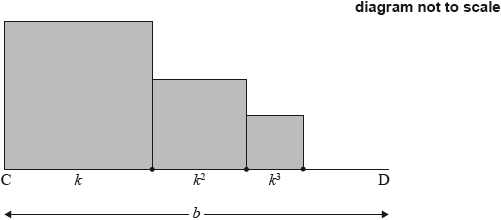 diagram not to scale
C k k² k³ D
b